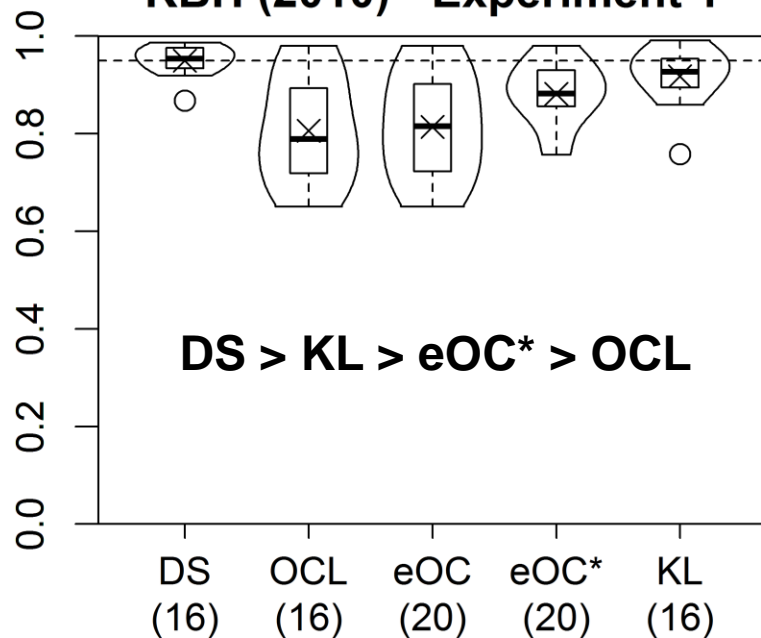 Experiment
1.0
0.8
0.6
0.4
0.2
0.0
DS > KL > eOC* > OCL
DS OCL eOC eOC* KL
(16) (16) (20) (20) (16)